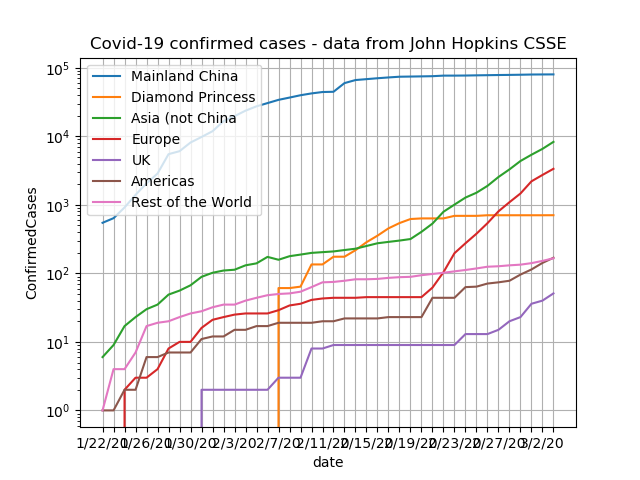 Covid-19 confirmed cases - data from John Hopkins CSSE
10^5
10^4
10^3
10^2
10^1
10^0
ConfirmedCases
Mainland China
Diamond Princess
Asia (not China
Europe
UK
Americas
Rest of the World
1/22/20 1/26/20 1/30/20 2/3/20 2/7/20 2/11/20 2/15/20 2/19/20 2/23/20 2/27/20 3/2/20
date